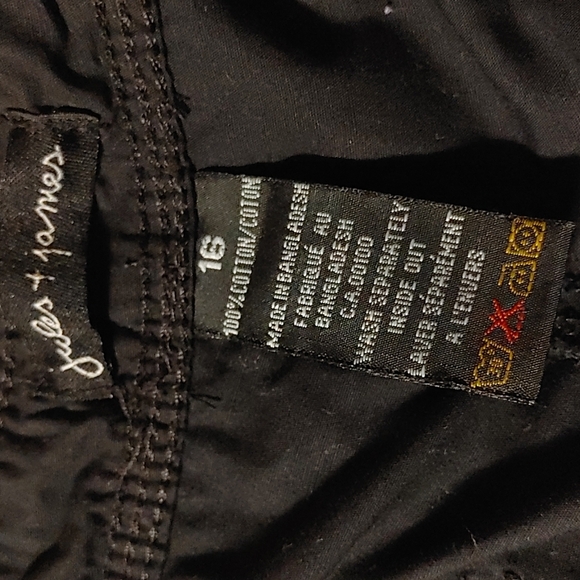 jules + james
16
100% COTTON/COTON
MADE IN BANGLADESH
FABRIQUÉ AU
BANGLADESH
CA 00100
WASH SEPARATELY
INSIDE OUT
LAVER SÉPARÉMENT
À L'ENVERS